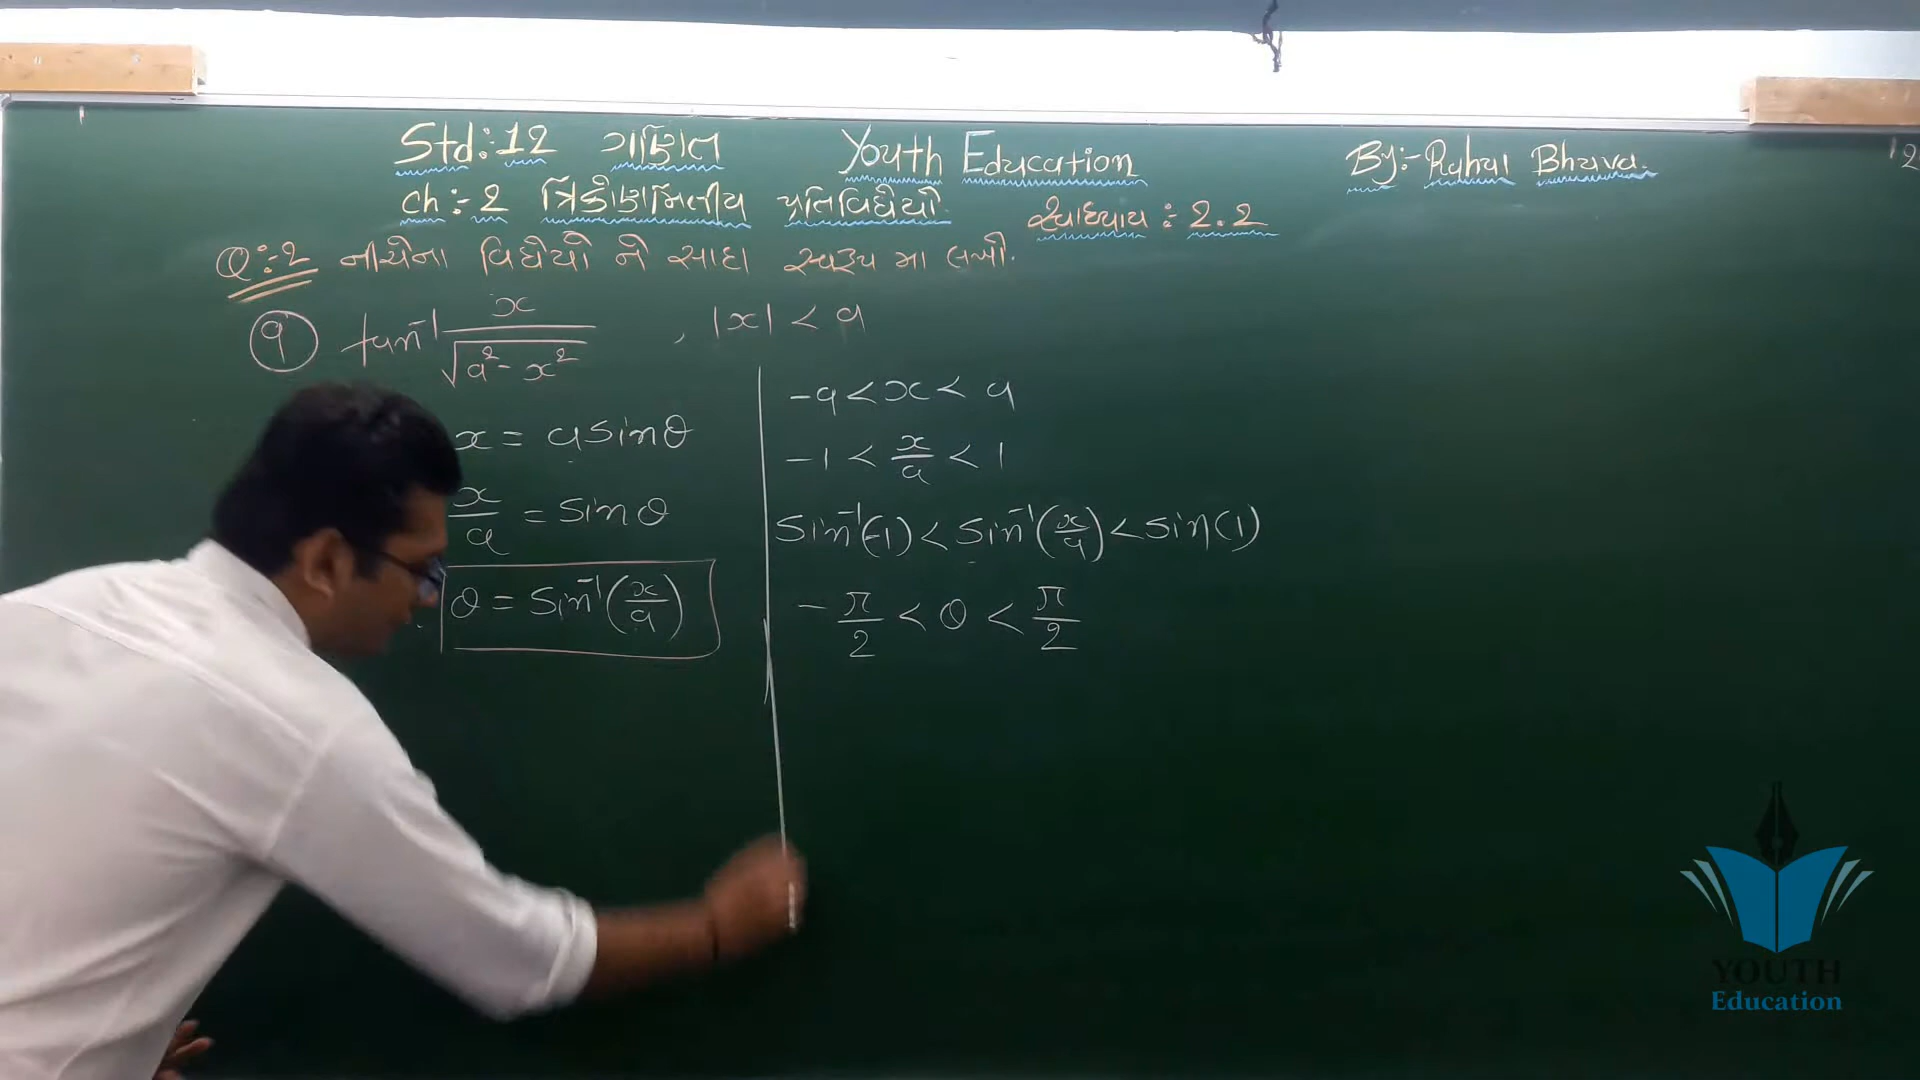 Std:-12 ગણિત Youth Education By:- Rahul Bhuva.
ch:-2 ત્રિકોણમિતીય પ્રતિવિધેયો. સ્વાધ્યાય :- 2.2
Q:-2 નીચેના વિધેયો ને સાદા સ્વરૂપ મા લખો.
9 tan⁻¹ x/√(a² - x²) , |x| < a
x = a sinθ
x/a = sin θ
θ = sin⁻¹(x/a)
-a < x < a
-1 < x/a < 1
sin⁻¹(-1) < sin⁻¹(x/a) < sin(1)
-π/2 < θ < π/2
YOUTH
Education